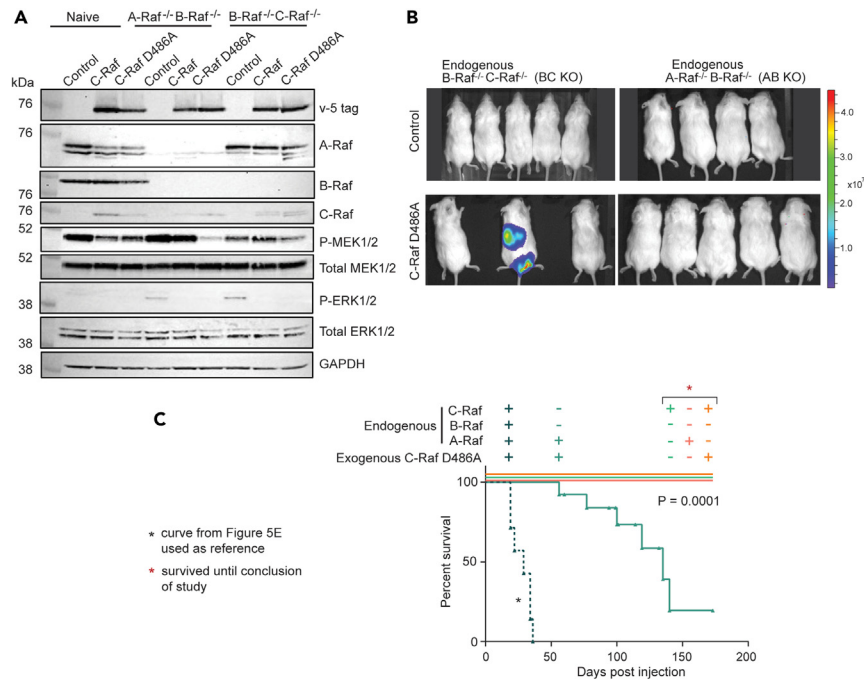 A
Naive
A-Raf-/- B-Raf-/-
B-Raf-/-C-Raf-/-
Control
C-Raf
C-Raf D486A
Control
C-Raf
C-Raf D486A
Control
C-Raf
C-Raf D486A
kDa
76
v-5 tag
76
A-Raf
B-Raf
76
76
C-Raf
52
P-MEK1/2
52
Total MEK1/2
P-ERK1/2
38
Total ERK1/2
38
38
GAPDH
B
Endogenous
B-Raf-/- C-Raf-/- (BC KO)
Endogenous
A-Raf-/- B-Raf-/- (AB KO)
Control
C-Raf D486A
4.0
3.0
x10⁷
2.0
1.0
C
* curve from Figure 5E
used as reference
* survived until conclusion
of study
*
C-Raf + - + - +
Endogenous
B-Raf + - - - -
A-Raf + + - + -
Exogenous C-Raf D486A + + - - +
P = 0.0001
Percent survival
100
50
0
*
0 50 100 150 200
Days post injection